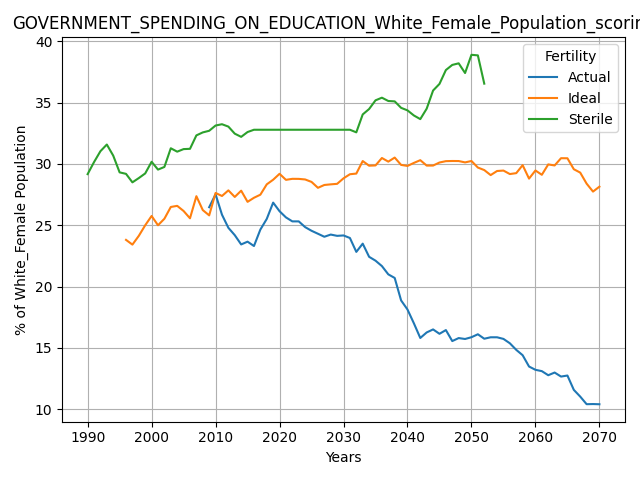 GOVERNMENT_SPENDING_ON_EDUCATION_White_Female_Population_scorin
% of White_Female Population
40
35
30
25
20
15
10
Fertility
Actual
Ideal
Sterile
1990 2000 2010 2020 2030 2040 2050 2060 2070
Years